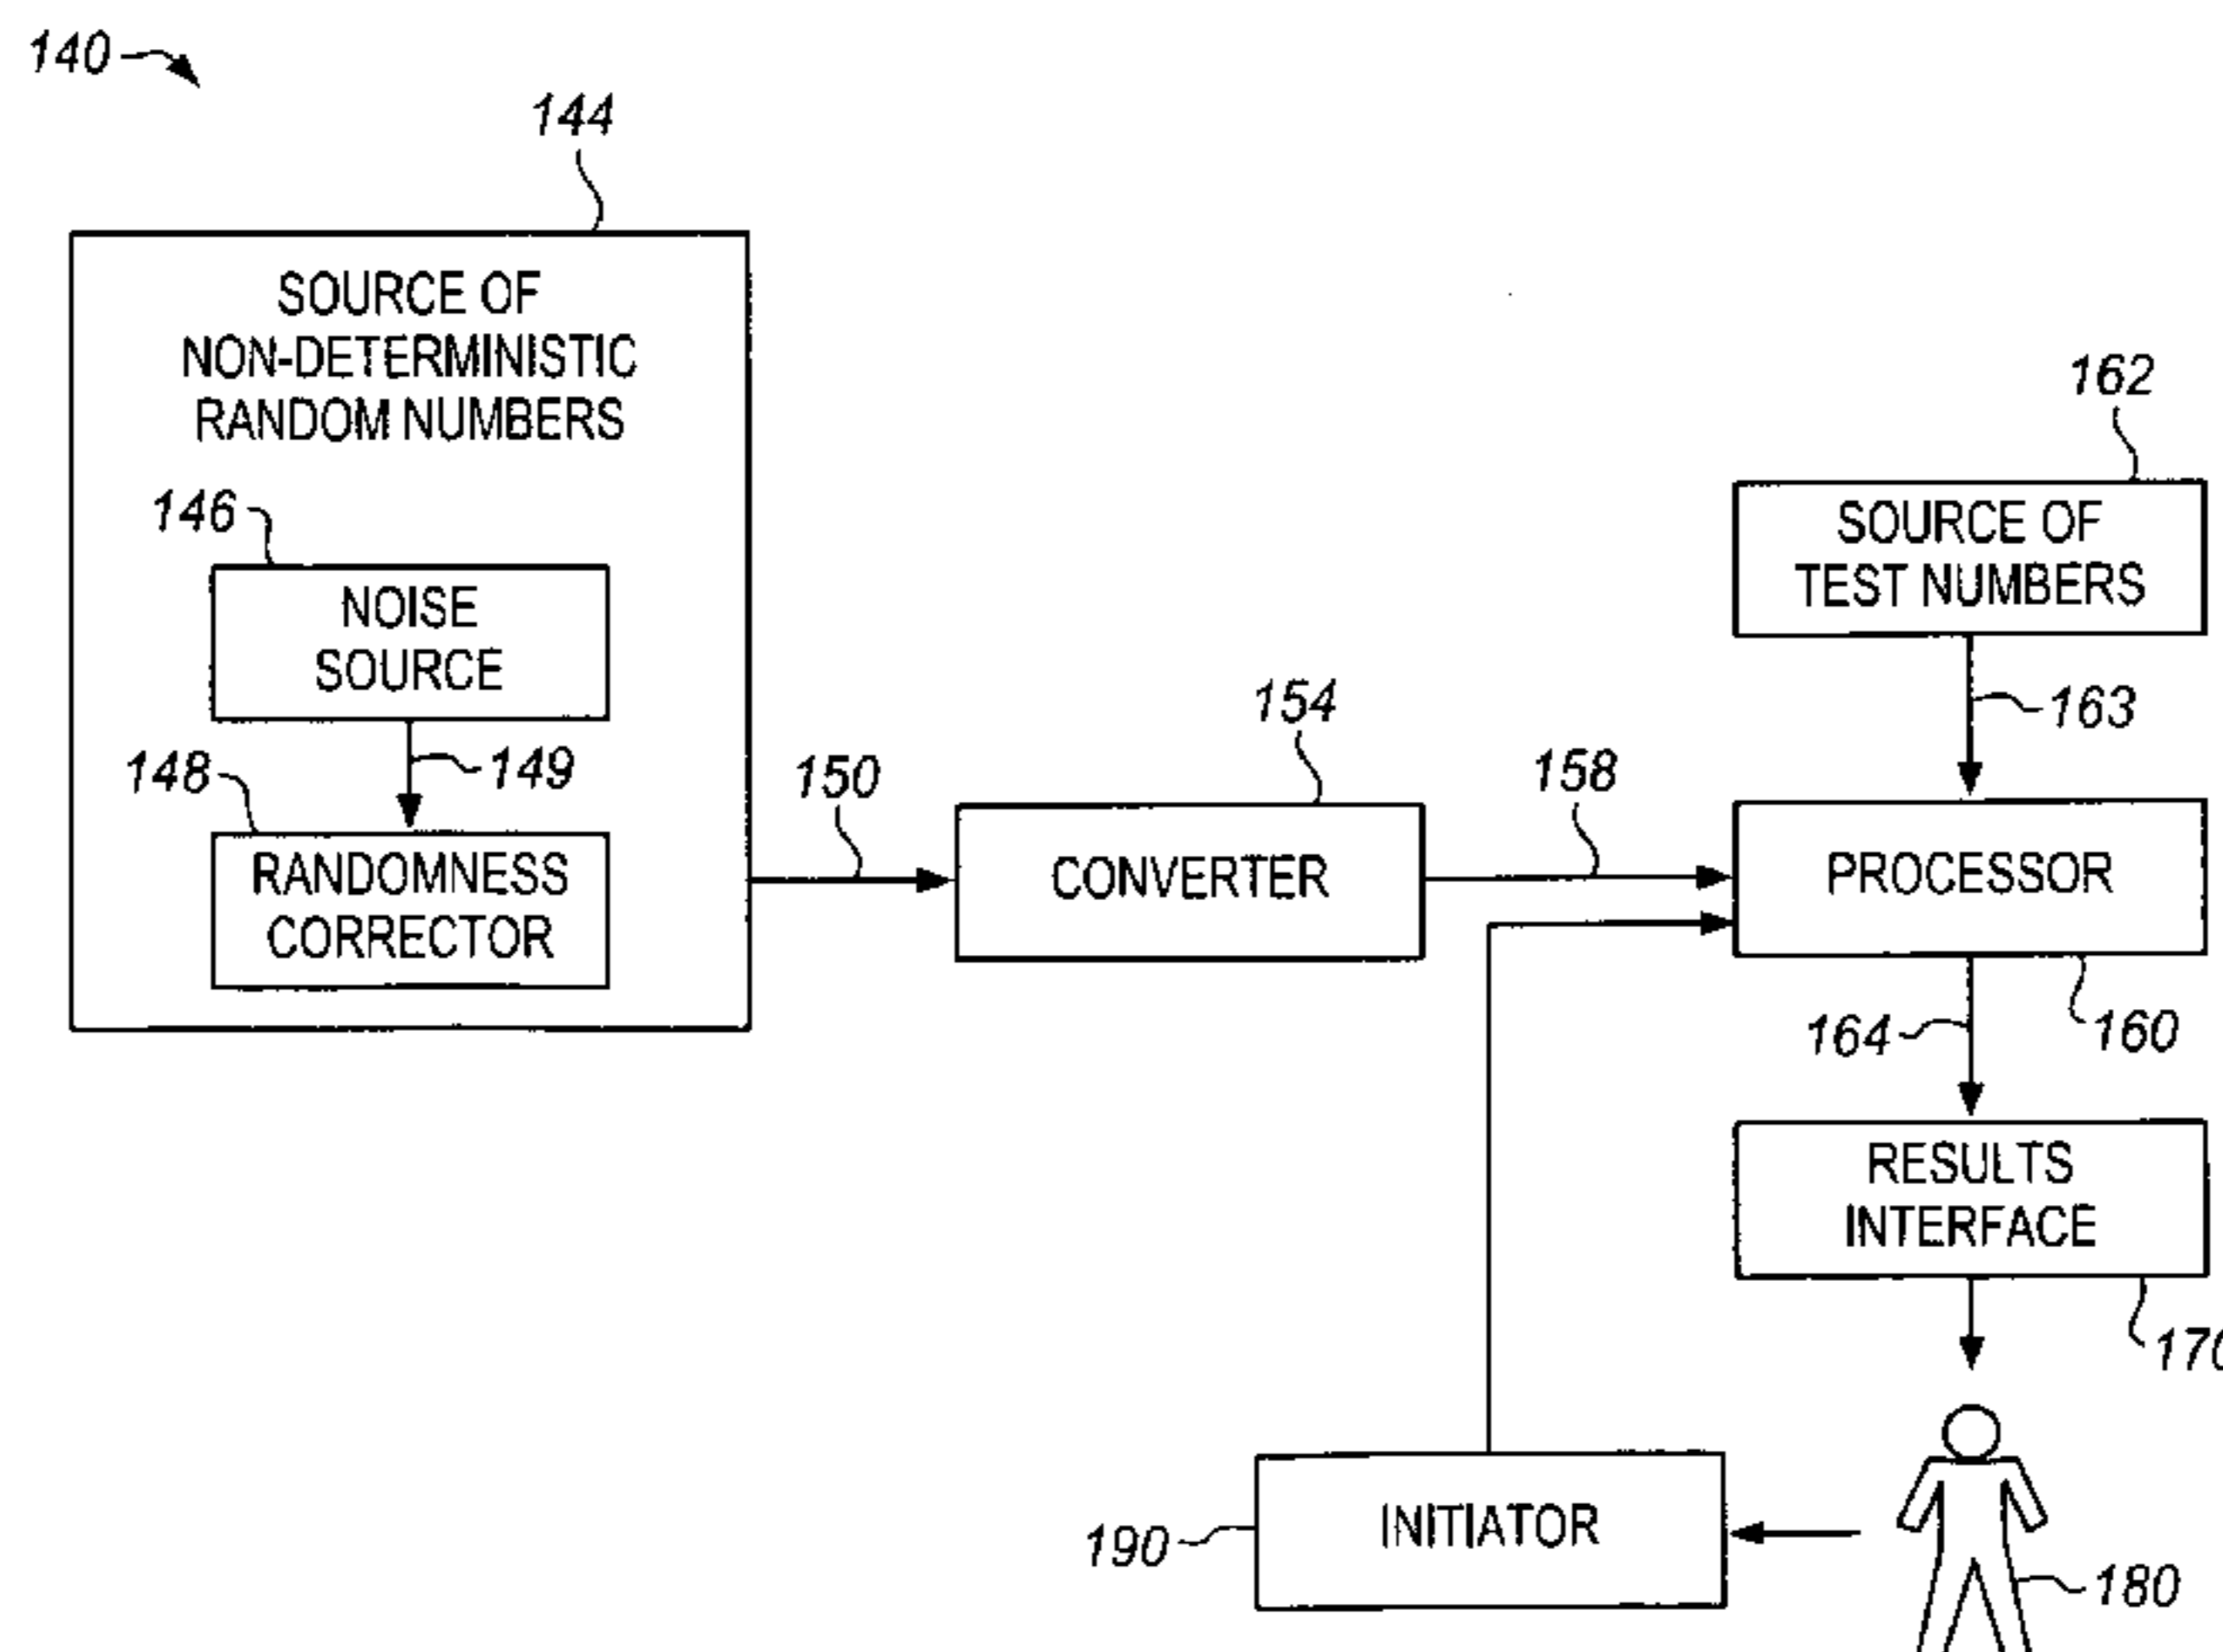 140
144
SOURCE OF
NON-DETERMINISTIC
RANDOM NUMBERS
146
NOISE
SOURCE
149
148
RANDOMNESS
CORRECTOR
150
154
CONVERTER
158
162
SOURCE OF
TEST NUMBERS
163
PROCESSOR
160
164
RESULTS
INTERFACE
170
INITIATOR
190
180